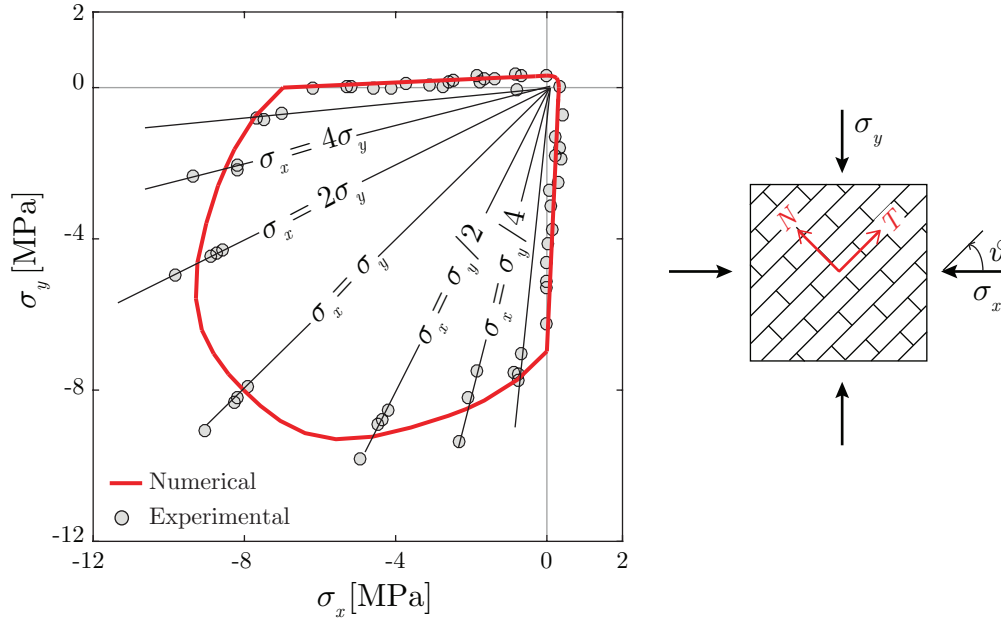 2
0
-4
-8
-12
σy [MPa]
-12
-8
-4
0
2
σx [MPa]
σx = 4σy
σx = 2σy
σx = σy
σx = σy/2
σx = σy/4
Numerical
Experimental
σy
N
T
ϑ
σx